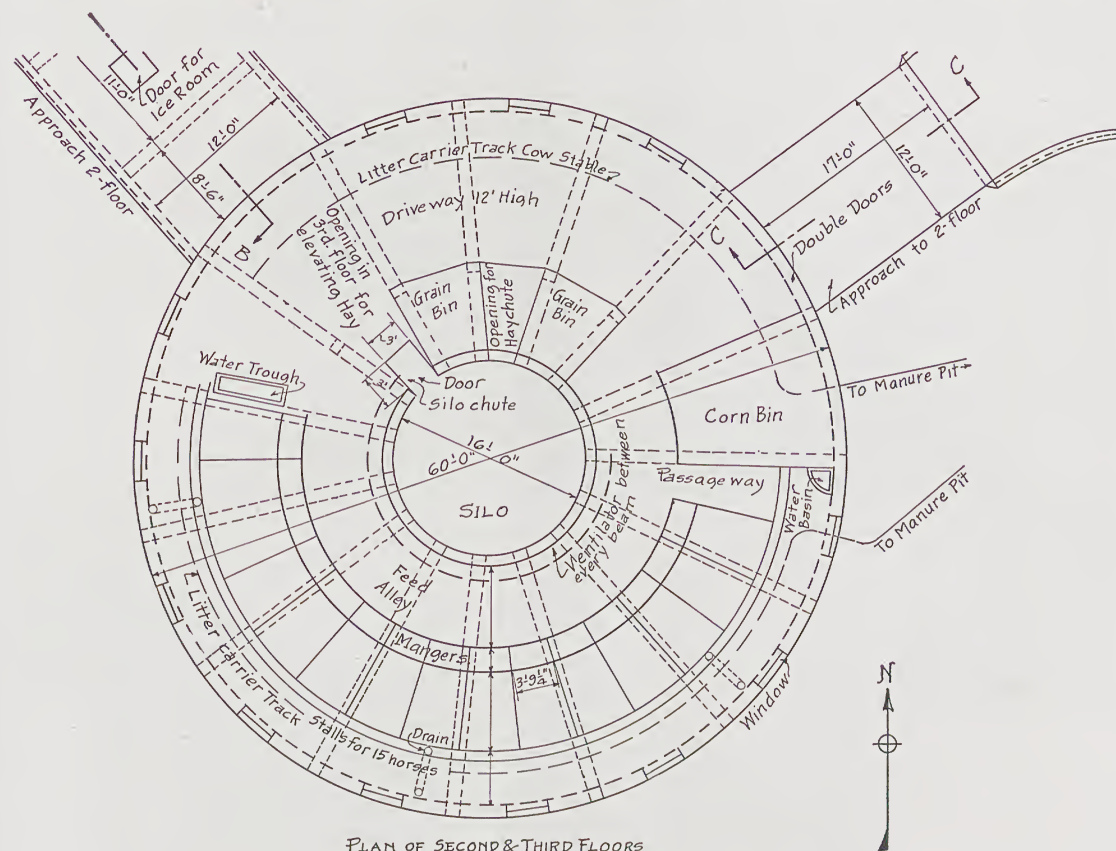 Door for
Ice Room
11'-0"
12'-0"
8'-6"
Approach 2-floor
B
Litter Carrier Track Cow Stable
Driveway 12' High
Opening in
3rd. floor for
elevating Hay
Grain
Bin
Opening for
Haychute
Grain
Bin
C
C
17'-0"
12'-0"
Double Doors
Approach to 2-floor
To Manure Pit
Water Trough
3'
3'
Door
Silo chute
Corn Bin
16'-0"
60'-0"
SILO
Passageway
Water
Basin
To Manure Pit
Ventilator between
every beam
Feed
Alley
Mangers
3'-9 1/4"
Litter Carrier Track
Stalls for 15 horses
Drain
Window
N
PLAN OF SECOND & THIRD FLOORS